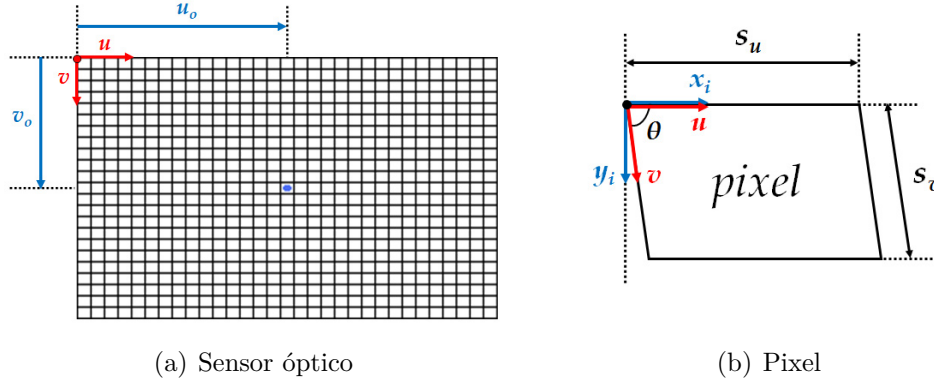 u_o
s_u
u
x_i
v
u
θ
v_o
y_i
v
pixel
(a) Sensor óptico
(b) Pixel